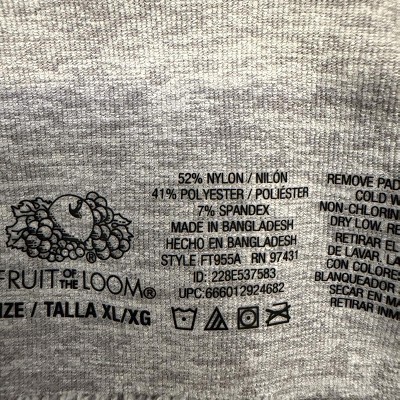 FRUIT OF THE LOOM®
SIZE / TALLA XL/XG
52% NYLON / NILÓN
41% POLYESTER / POLIÉSTER
7% SPANDEX
MADE IN BANGLADESH
HECHO EN BANGLADESH
STYLE FT955A RN 97431
ID: 228E537583
UPC:666012924682
REMOVE PAD
COLD W
NON-CHLORIN
DRY LOW. RE
RETIRAR EL
DE LAVAR. LA
CON COLORES
BLANQUEADOR
SECAR EN MA
RETIRAR INM